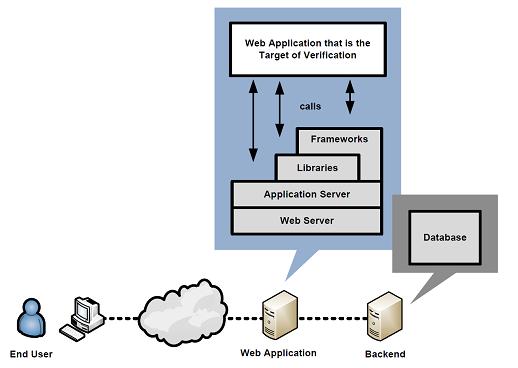 Web Application that is the
Target of Verification
calls
Frameworks
Libraries
Application Server
Web Server
Database
End User
Web Application
Backend